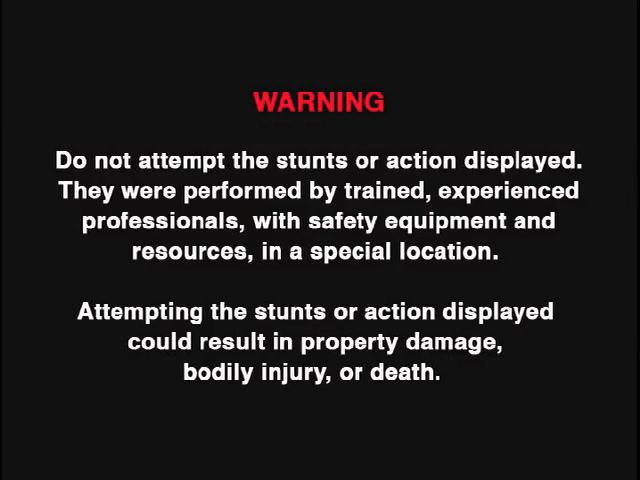 WARNING
Do not attempt the stunts or action displayed.
They were performed by trained, experienced
professionals, with safety equipment and
resources, in a special location.
Attempting the stunts or action displayed
could result in property damage,
bodily injury, or death.